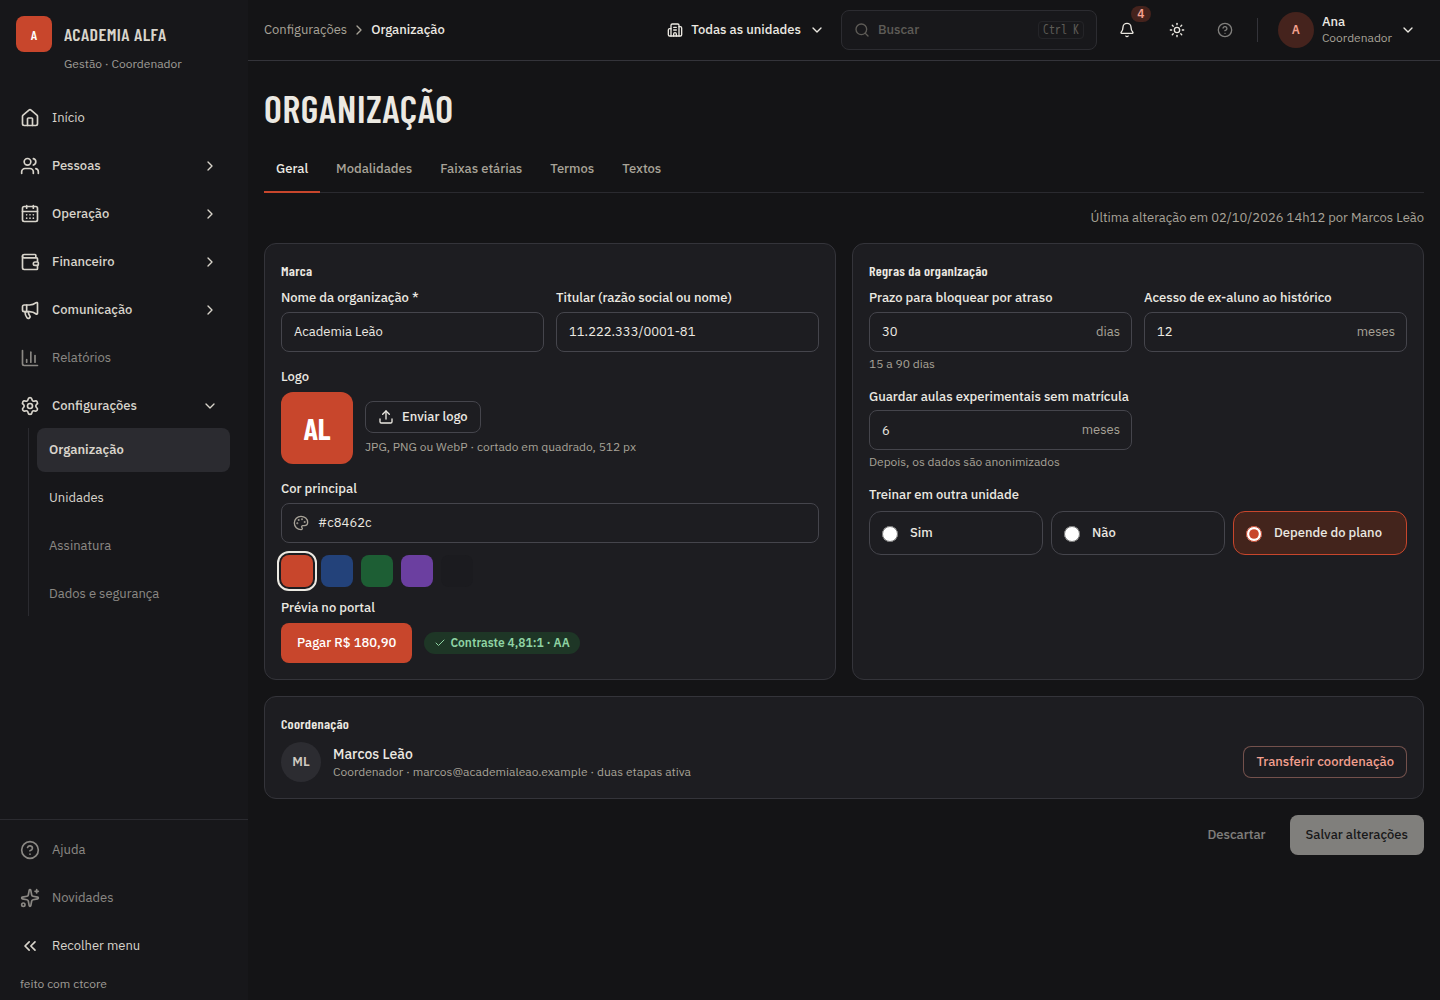 A
ACADEMIA ALFA
Gestão · Coordenador
Início
Pessoas
Operação
Financeiro
Comunicação
Relatórios
Configurações
Organização
Unidades
Assinatura
Dados e segurança
Ajuda
Novidades
Recolher menu
feito com ctcore
Configurações > Organização
Todas as unidades
Buscar
Ctrl K
4
A
Ana
Coordenador
ORGANIZAÇÃO
Geral
Modalidades
Faixas etárias
Termos
Textos
Última alteração em 02/10/2026 14h12 por Marcos Leão
Marca
Nome da organização *
Academia Leão
Titular (razão social ou nome)
11.222.333/0001-81
Logo
AL
Enviar logo
JPG, PNG ou WebP · cortado em quadrado, 512 px
Cor principal
#c8462c
Prévia no portal
Pagar R$ 180,90
Contraste 4,81:1 · AA
Regras da organização
Prazo para bloquear por atraso
30 dias
15 a 90 dias
Acesso de ex-aluno ao histórico
12 meses
Guardar aulas experimentais sem matrícula
6 meses
Depois, os dados são anonimizados
Treinar em outra unidade
Sim
Não
Depende do plano
Coordenação
ML
Marcos Leão
Coordenador · marcos@academialeao.example · duas etapas ativa
Transferir coordenação
Descartar
Salvar alterações